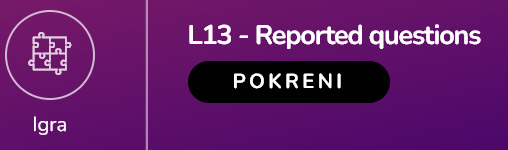 L13 - Reported questions
POKRENI
Igra